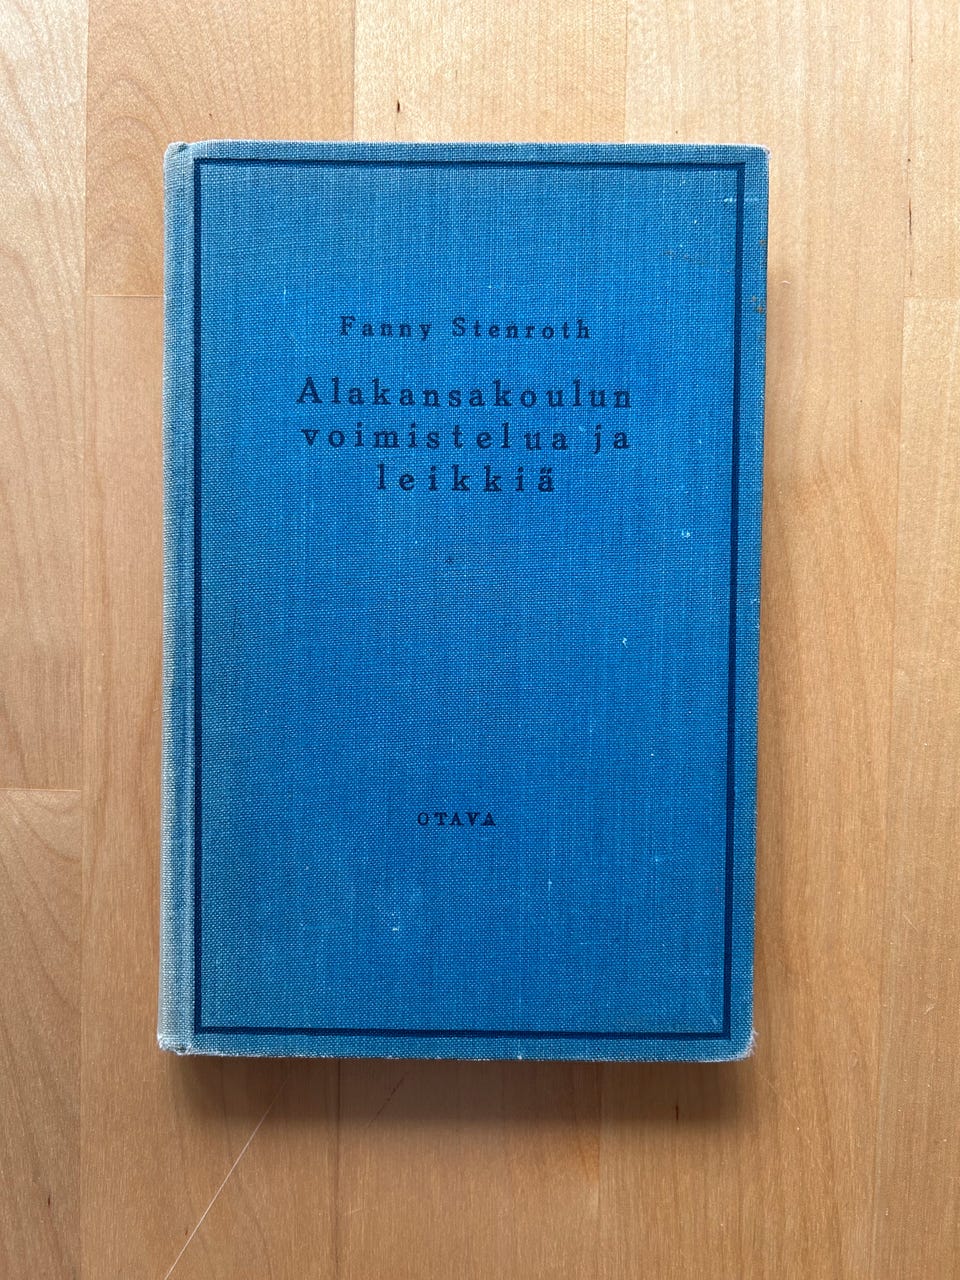 Fanny Stenroth
Alakansakoulun
voimistelua ja
leikkiä
OTAVA